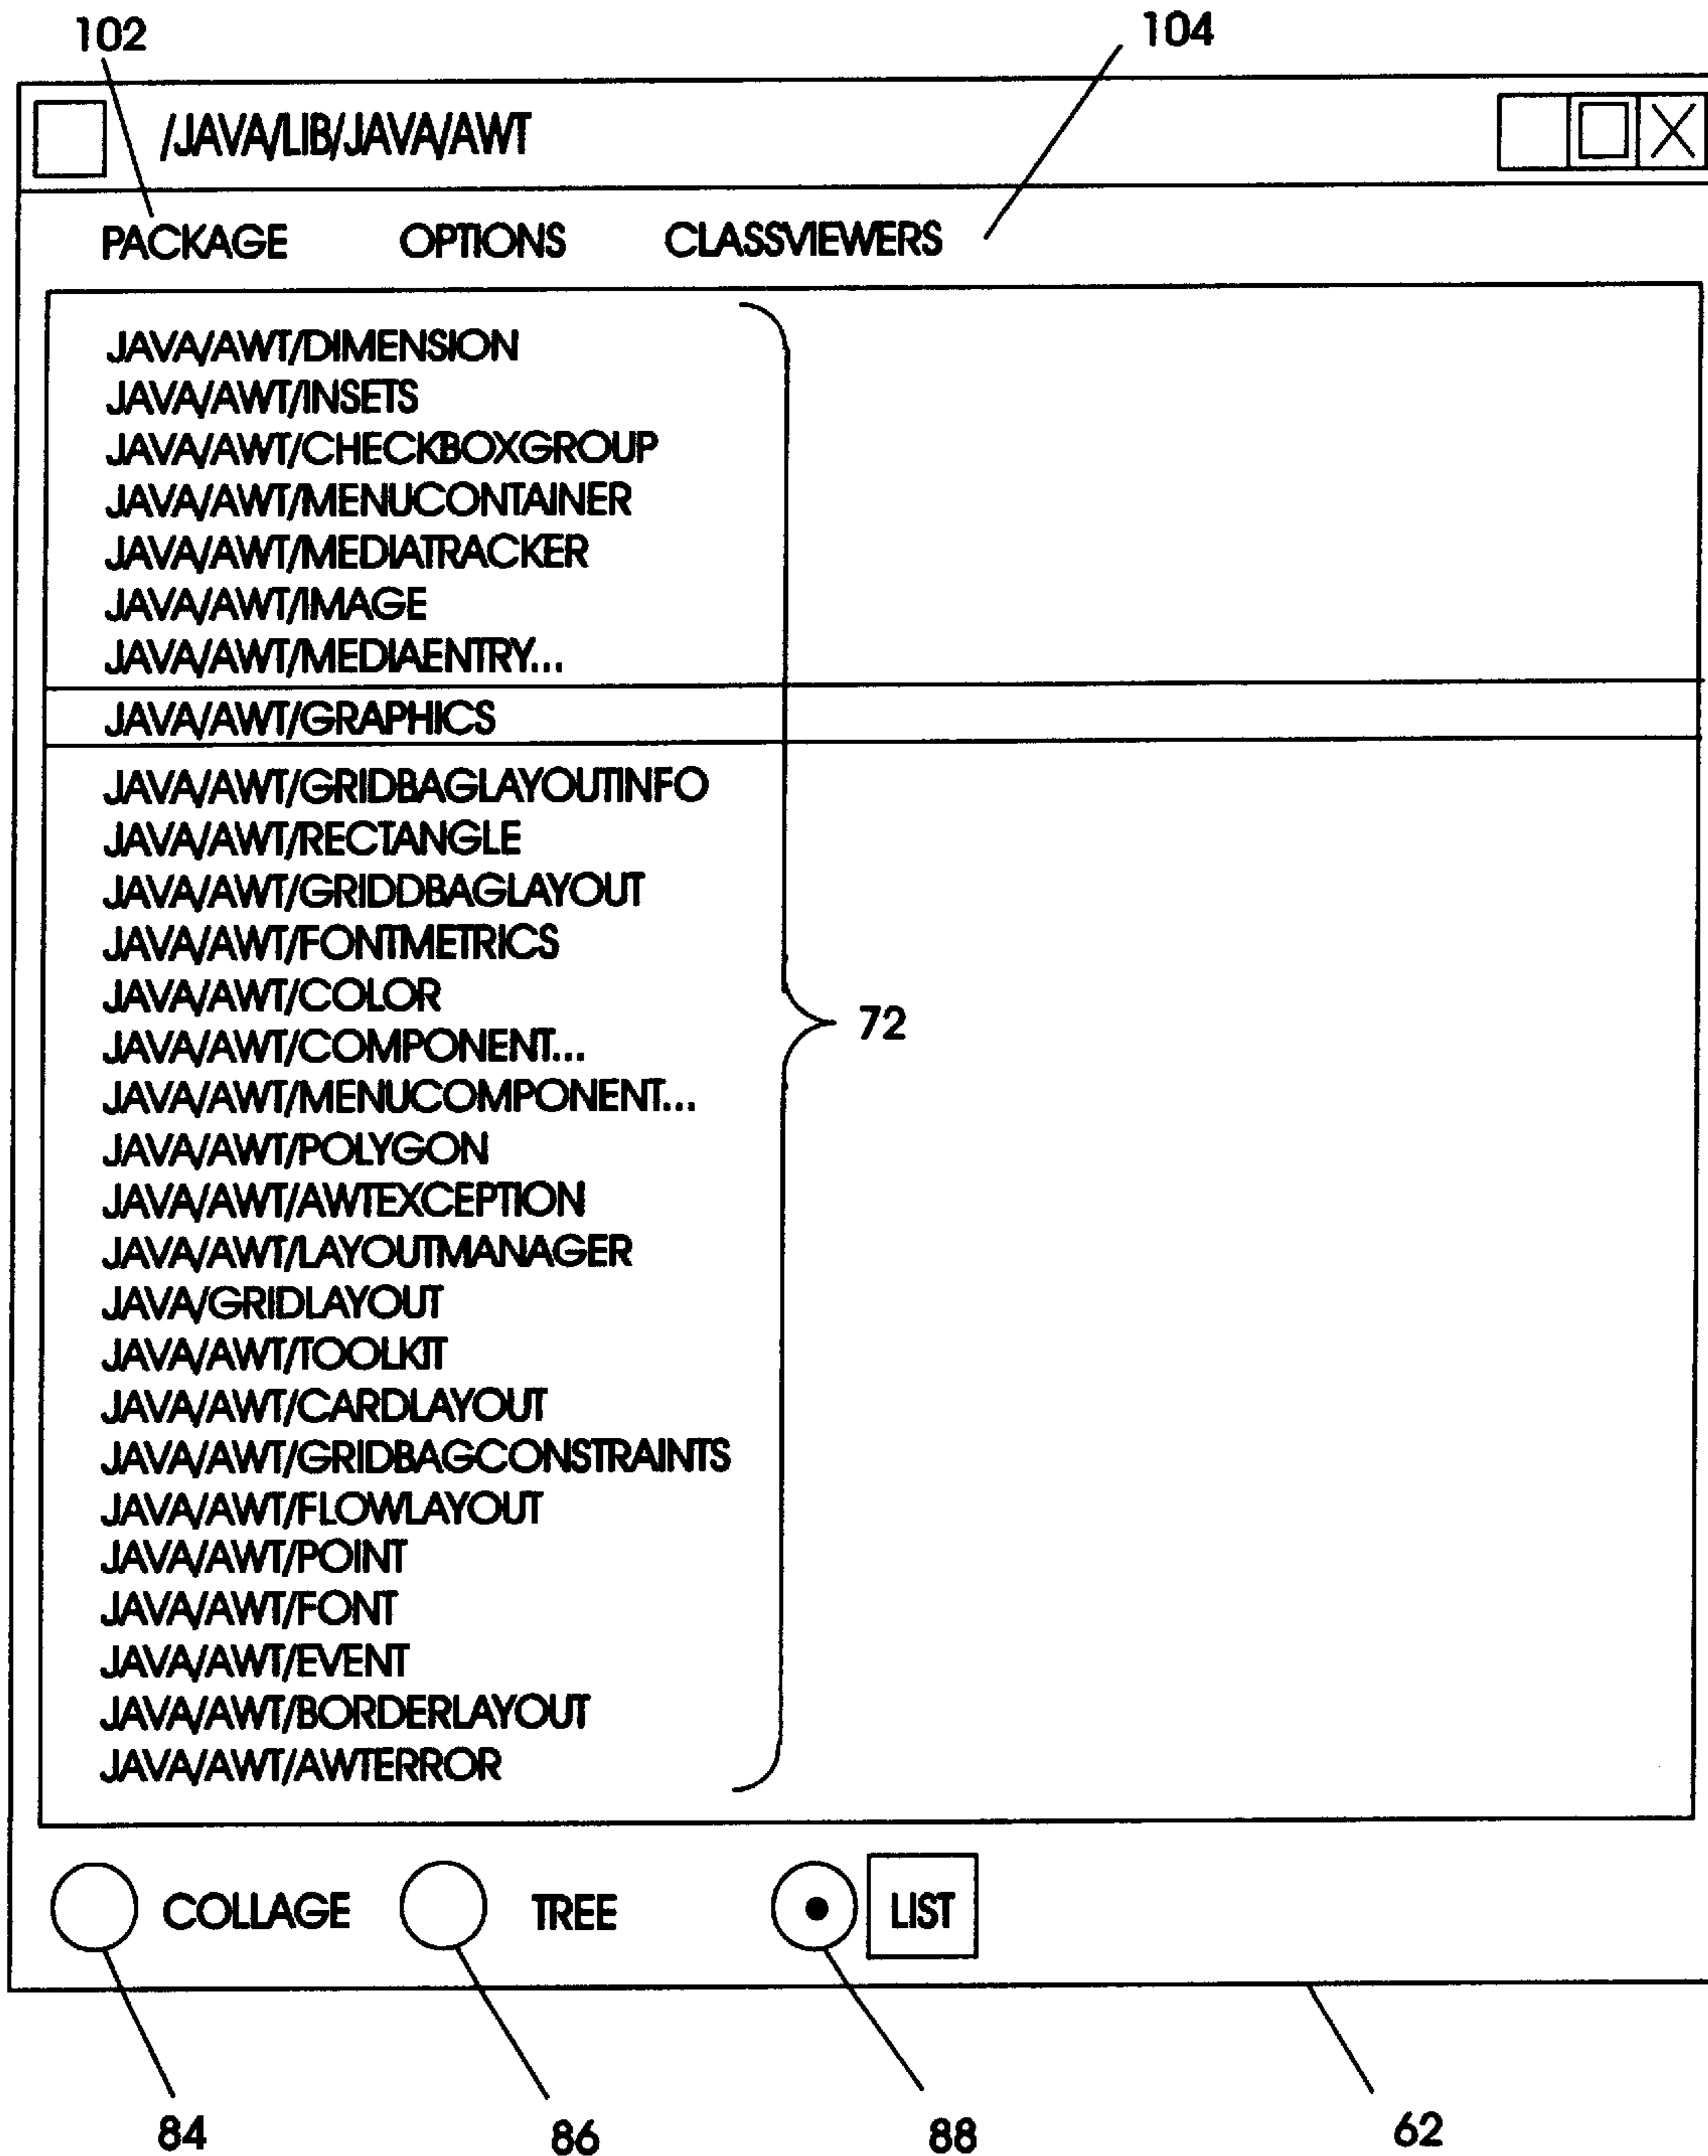 102 104
/JAVA/LIB/JAVA/AWT
PACKAGE OPTIONS CLASSVIEWERS
JAVA/AWT/DIMENSION
JAVA/AWT/INSETS
JAVA/AWT/CHECKBOXGROUP
JAVA/AWT/MENUCONTAINER
JAVA/AWT/MEDIATRACKER
JAVA/AWT/IMAGE
JAVA/AWT/MEDIAENTRY...
JAVA/AWT/GRAPHICS
JAVA/AWT/GRIDBAGLAYOUTINFO
JAVA/AWT/RECTANGLE
JAVA/AWT/GRIDDBAGLAYOUT
JAVA/AWT/FONTMETRICS
JAVA/AWT/COLOR
72
JAVA/AWT/COMPONENT...
JAVA/AWT/MENUCOMPONENT...
JAVA/AWT/POLYGON
JAVA/AWT/AWTEXCEPTION
JAVA/AWT/LAYOUTMANAGER
JAVA/GRIDLAYOUT
JAVA/AWT/TOOLKIT
JAVA/AWT/CARDLAYOUT
JAVA/AWT/GRIDBAGCONSTRAINTS
JAVA/AWT/FLOWLAYOUT
JAVA/AWT/POINT
JAVA/AWT/FONT
JAVA/AWT/EVENT
JAVA/AWT/BORDERLAYOUT
JAVA/AWT/AWTERROR
COLLAGE TREE LIST
84 86 88 62